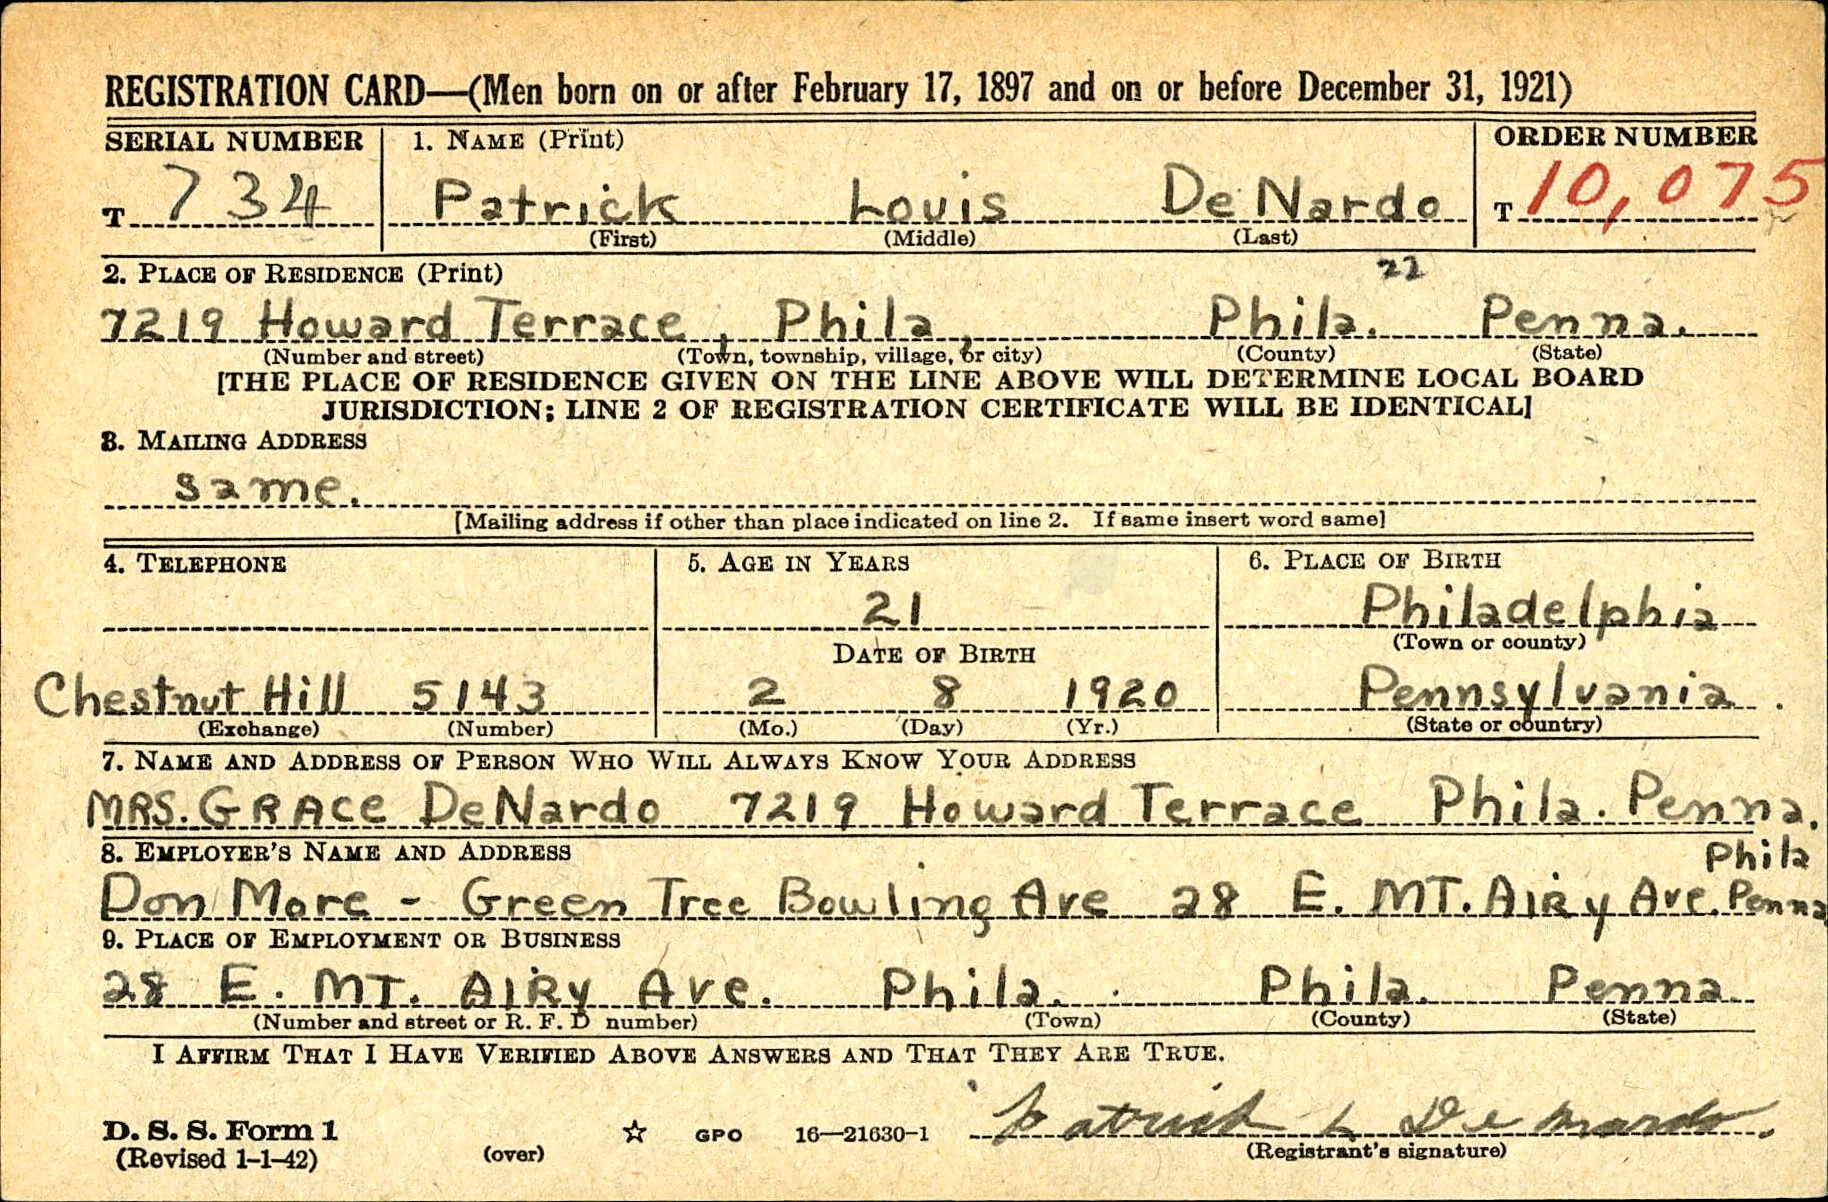 REGISTRATION CARD—(Men born on or after February 17, 1897 and on or before December 31, 1921)
SERIAL NUMBER 1. NAME (Print) ORDER NUMBER
T 734 Patrick Louis De Nardo T 10,075
(First) (Middle) (Last)
2. PLACE OF RESIDENCE (Print) 22
7219 Howard Terrace, Phila, Phila. Penna.
(Number and street) (Town, township, village, or city) (County) (State)
[THE PLACE OF RESIDENCE GIVEN ON THE LINE ABOVE WILL DETERMINE LOCAL BOARD
JURISDICTION; LINE 2 OF REGISTRATION CERTIFICATE WILL BE IDENTICAL]
3. MAILING ADDRESS
same.
[Mailing address if other than place indicated on line 2. If same insert word same]
4. TELEPHONE 5. AGE IN YEARS 6. PLACE OF BIRTH
21 Philadelphia
DATE OF BIRTH (Town or county)
Chestnut Hill 5143 2 8 1920 Pennsylvania.
(Exchange) (Number) (Mo.) (Day) (Yr.) (State or country)
7. NAME AND ADDRESS OF PERSON WHO WILL ALWAYS KNOW YOUR ADDRESS
MRS. GRACe DeNardo 7219 Howard Terrace Phila. Penna.
8. EMPLOYER'S NAME AND ADDRESS Phila
Don More - Green Tree Bowling Ave 28 E. MT. AIRy Ave. Penna
9. PLACE OF EMPLOYMENT OR BUSINESS
28 E. MT. AIRy Ave. Phila. Phila. Penna.
(Number and street or R. F. D number) (Town) (County) (State)
I AFFIRM THAT I HAVE VERIFIED ABOVE ANSWERS AND THAT THEY ARE TRUE.
D. S. S. Form 1 ☆ GPO 16—21630-1 Patrick L De Nardo.
(Revised 1-1-42) (over) (Registrant's signature)